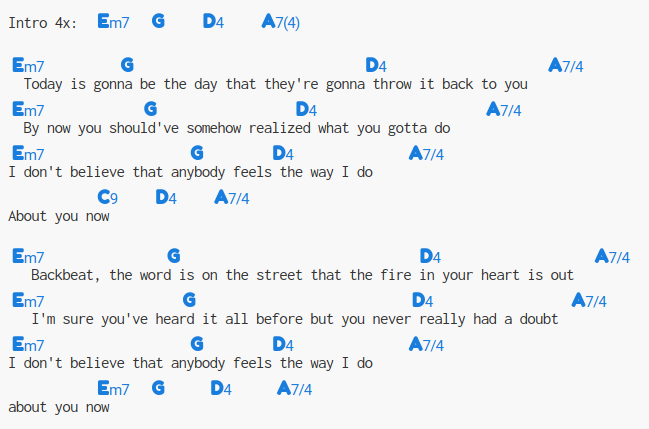 Intro 4x: Em7 G D4 A7(4)
Em7 G D4 A7/4
Today is gonna be the day that they're gonna throw it back to you
Em7 G D4 A7/4
By now you should've somehow realized what you gotta do
Em7 G D4 A7/4
I don't believe that anybody feels the way I do
C9 D4 A7/4
About you now
Em7 G D4 A7/4
Backbeat, the word is on the street that the fire in your heart is out
Em7 G D4 A7/4
I'm sure you've heard it all before but you never really had a doubt
Em7 G D4 A7/4
I don't believe that anybody feels the way I do
Em7 G D4 A7/4
about you now